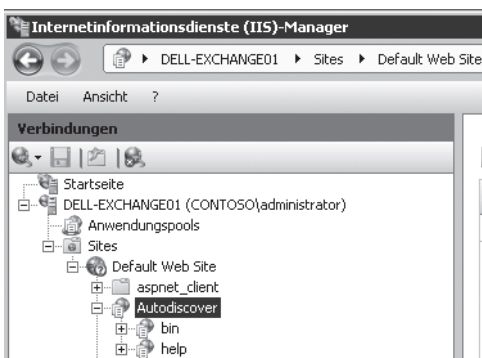 Internetinformationsdienste (IIS)-Manager
DELL-EXCHANGE01 ▸ Sites ▸ Default Web Site
Datei Ansicht ?
Verbindungen
Startseite
DELL-EXCHANGE01 (CONTOSO\administrator)
Anwendungspools
Sites
Default Web Site
aspnet_client
Autodiscover
bin
help